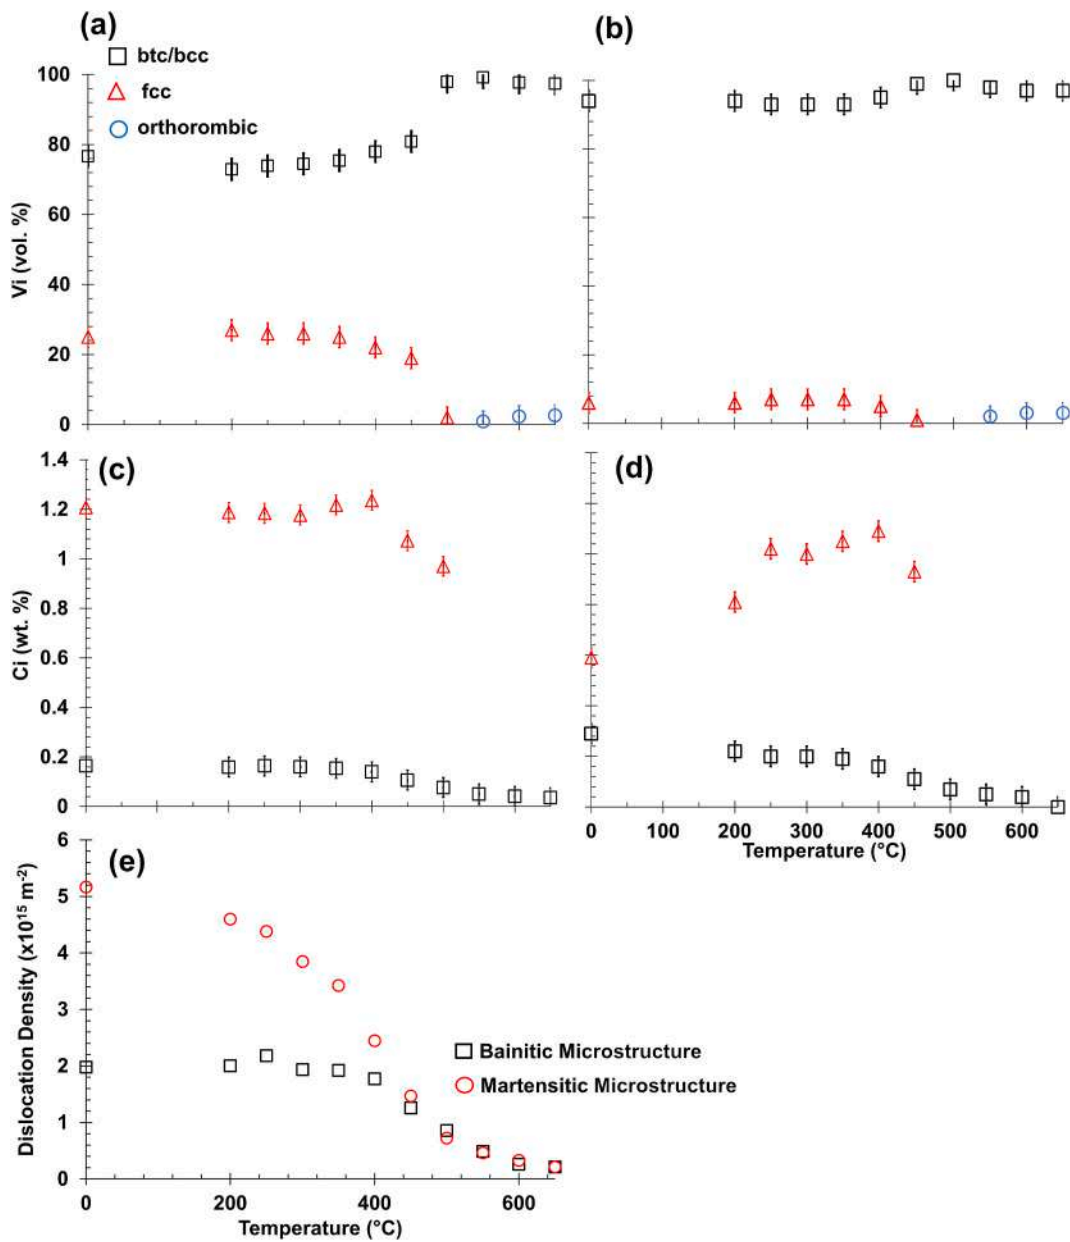 (a)
btc/bcc
fcc
orthorombic
(b)
Vi (vol. %)
100
80
60
40
20
0
(c)
(d)
Ci (wt. %)
1.4
1.2
1
0.8
0.6
0.4
0.2
0
0 100 200 300 400 500 600
Temperature (°C)
(e)
Dislocation Density (x10¹⁵ m⁻²)
6
5
4
3
2
1
0
Bainitic Microstructure
Martensitic Microstructure
0 200 400 600
Temperature (°C)